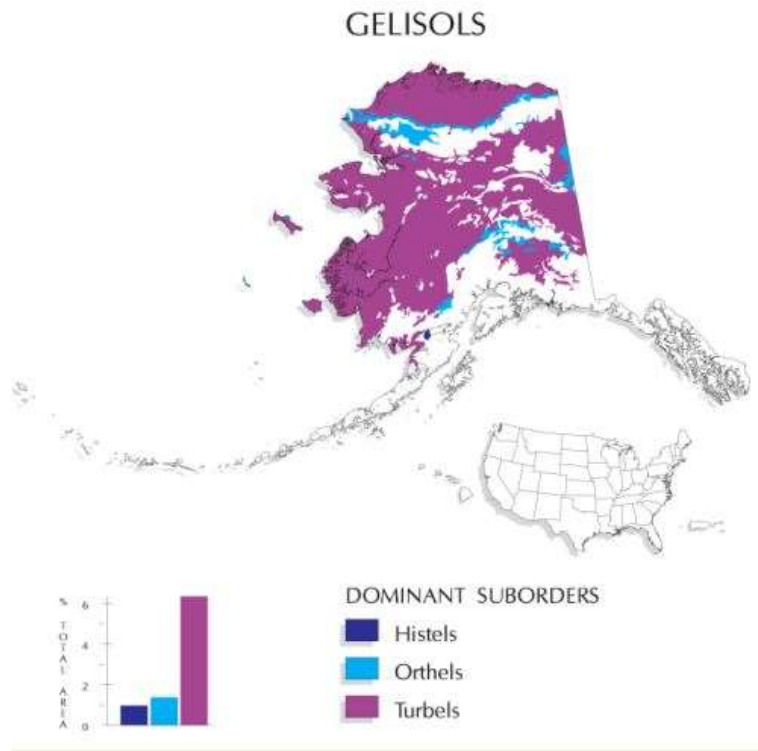 GELISOLS
% TOTAL AREA
6
4
2
0
DOMINANT SUBORDERS
Histels
Orthels
Turbels